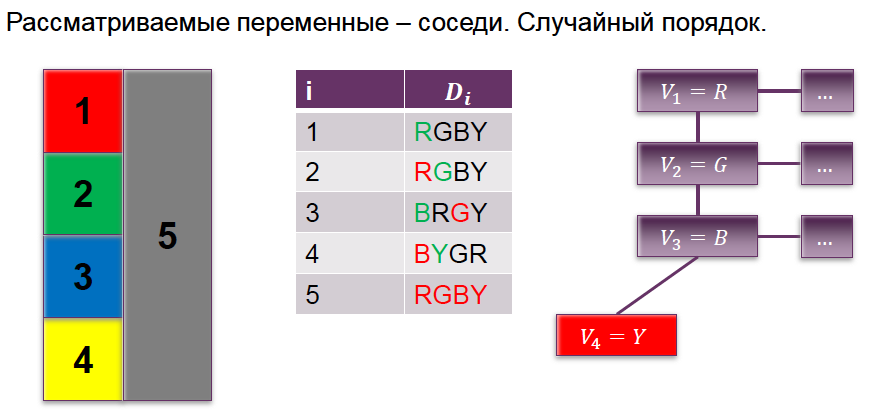 Рассматриваемые переменные – соседи. Случайный порядок.
1
2
3
4
5
i D_i
1 RGBY
2 RGBY
3 BRGY
4 BYGR
5 RGBY
V_1 = R ...
V_2 = G ...
V_3 = B ...
V_4 = Y